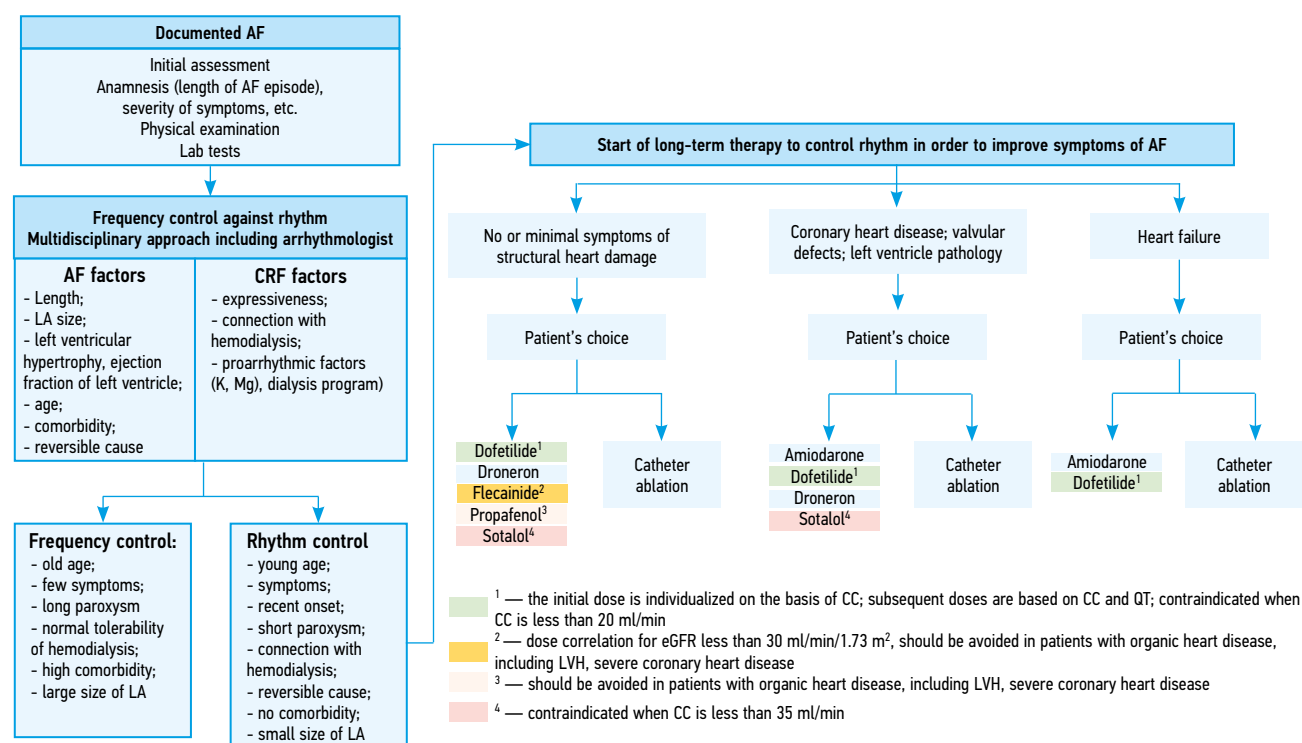 Documented AF
Initial assessment
Anamnesis (length of AF episode),
severity of symptoms, etc.
Physical examination
Lab tests
Frequency control against rhythm
Multidisciplinary approach including arrhythmologist
AF factors
- Length;
- LA size;
- left ventricular
hypertrophy, ejection
fraction of left ventricle;
- age;
- comorbidity;
- reversible cause
CRF factors
- expressiveness;
- connection with
hemodialysis;
- proarrhythmic factors
(K, Mg), dialysis program)
Frequency control:
- old age;
- few symptoms;
- long paroxysm
- normal tolerability
of hemodialysis;
- high comorbidity;
- large size of LA
Rhythm control
- young age;
- symptoms;
- recent onset;
- short paroxysm;
- connection with
hemodialysis;
- reversible cause;
- no comorbidity;
- small size of LA
Start of long-term therapy to control rhythm in order to improve symptoms of AF
No or minimal symptoms of
structural heart damage
Patient's choice
Dofetilide¹
Droneron
Flecainide²
Propafenol³
Sotalol⁴
Catheter
ablation
Coronary heart disease; valvular
defects; left ventricle pathology
Patient's choice
Amiodarone
Dofetilide¹
Droneron
Sotalol⁴
Catheter
ablation
Heart failure
Patient's choice
Amiodarone
Dofetilide¹
Catheter
ablation
¹ — the initial dose is individualized on the basis of CC; subsequent doses are based on CC and QT; contraindicated when
CC is less than 20 ml/min
² — dose correlation for eGFR less than 30 ml/min/1.73 m², should be avoided in patients with organic heart disease,
including LVH, severe coronary heart disease
³ — should be avoided in patients with organic heart disease, including LVH, severe coronary heart disease
⁴ — contraindicated when CC is less than 35 ml/min